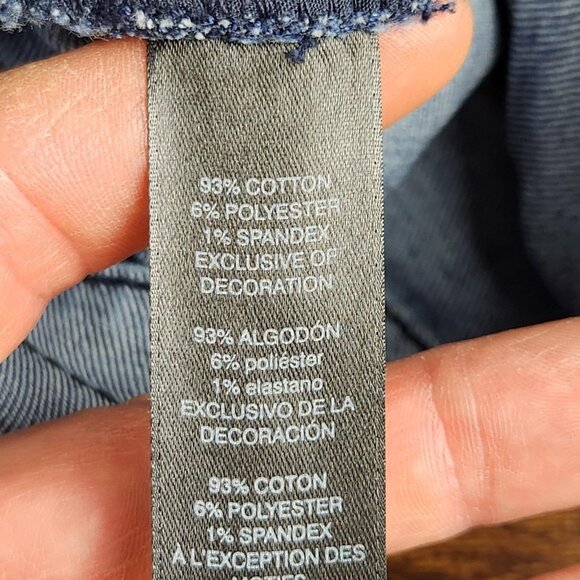 93% COTTON
6% POLYESTER
1% SPANDEX
EXCLUSIVE OF
DECORATION
93% ALGODÓN
6% poliéster
1% elastano
EXCLUSIVO DE LA
DECORACIÓN
93% COTON
6% POLYESTER
1% SPANDEX
À L'EXCEPTION DES